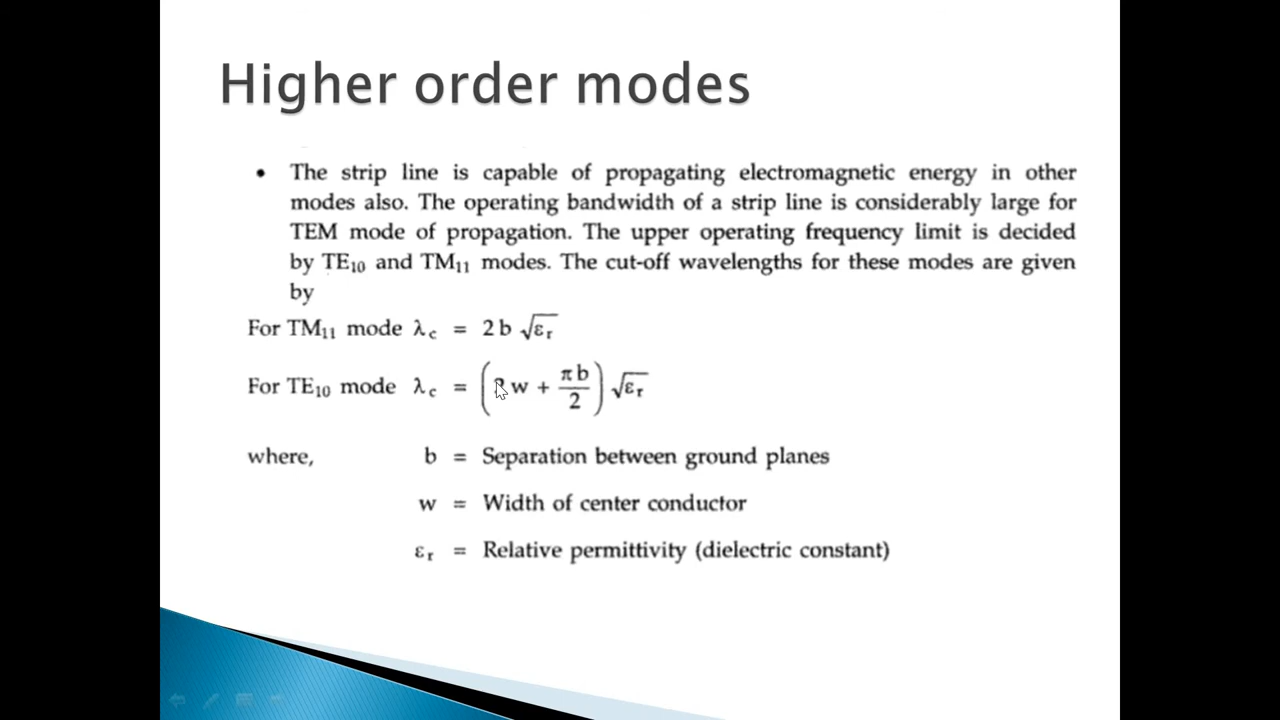 Higher order modes
• The strip line is capable of propagating electromagnetic energy in other
modes also. The operating bandwidth of a strip line is considerably large for
TEM mode of propagation. The upper operating frequency limit is decided
by TE₁₀ and TM₁₁ modes. The cut-off wavelengths for these modes are given
by
For TM₁₁ mode λc = 2b √εr
For TE₁₀ mode λc = ( w + πb/2) √εr
where, b = Separation between ground planes
w = Width of center conductor
εr = Relative permittivity (dielectric constant)